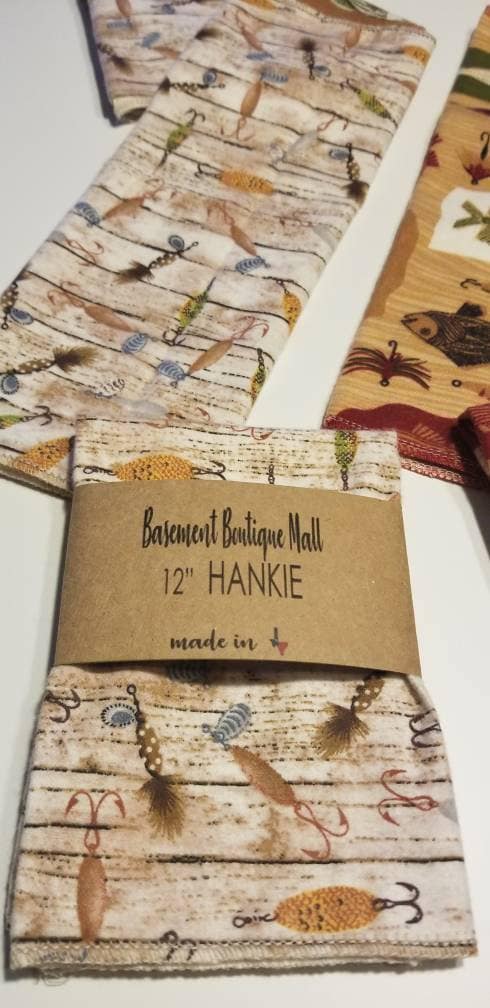 Basement Boutique Mall
12" HANKIE
made in